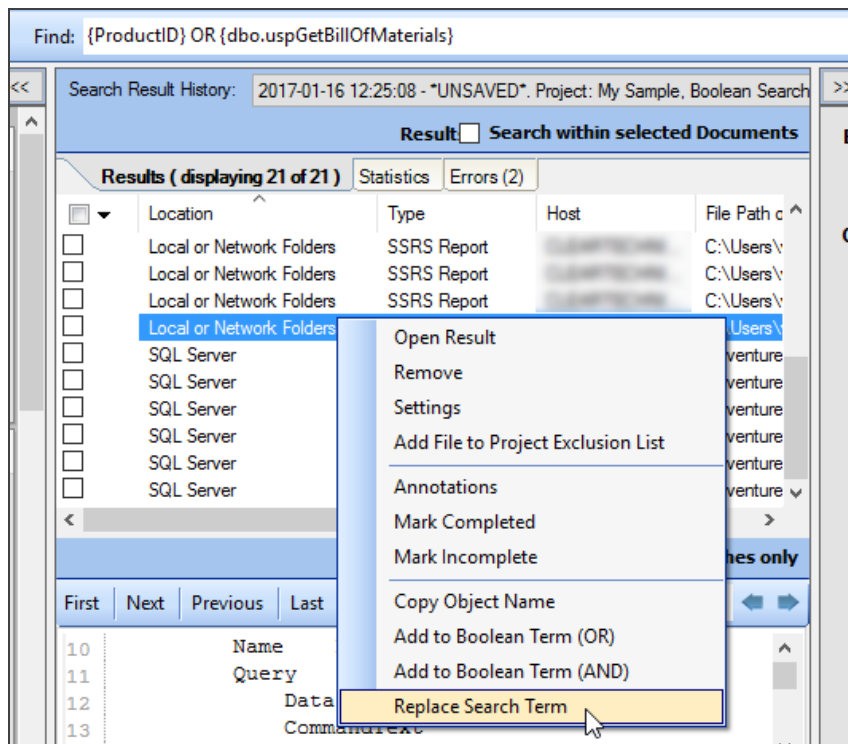 Find: {ProductID} OR {dbo.uspGetBillOfMaterials}
<<
Search Result History: 2017-01-16 12:25:08 - *UNSAVED*. Project: My Sample, Boolean Search
>>
Result Search within selected Documents
Results ( displaying 21 of 21 ) Statistics Errors (2)
Location Type Host File Path
Local or Network Folders SSRS Report C:\Users\
Local or Network Folders SSRS Report C:\Users\
Local or Network Folders SSRS Report C:\Users\
Local or Network Folders \Users\
SQL Server venture
SQL Server venture
SQL Server venture
SQL Server venture
SQL Server venture
SQL Server venture
Open Result
Remove
Settings
Add File to Project Exclusion List
Annotations
Mark Completed
Mark Incomplete
Copy Object Name
Add to Boolean Term (OR)
Add to Boolean Term (AND)
Replace Search Term
hes only
First Next Previous Last
10 Name
11 Query
12 Data
13 CommandText